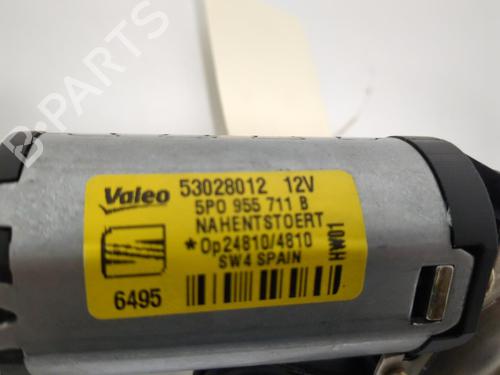 Valeo 53028012 12V
5P0 955 711 B
NAHENTSTOERT
*Op24810/4810
SW4 SPAIN
6495
HW01
B-PARTS